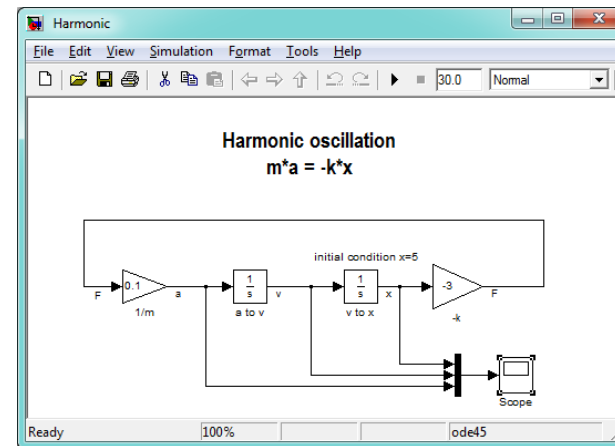 Harmonic
File Edit View Simulation Format Tools Help
30.0 Normal
Harmonic oscillation
m*a = -k*x
initial condition x=5
F 0.1 a 1 s v 1 s x -3 F
1/m a to v v to x -k
Scope
Ready 100% ode45